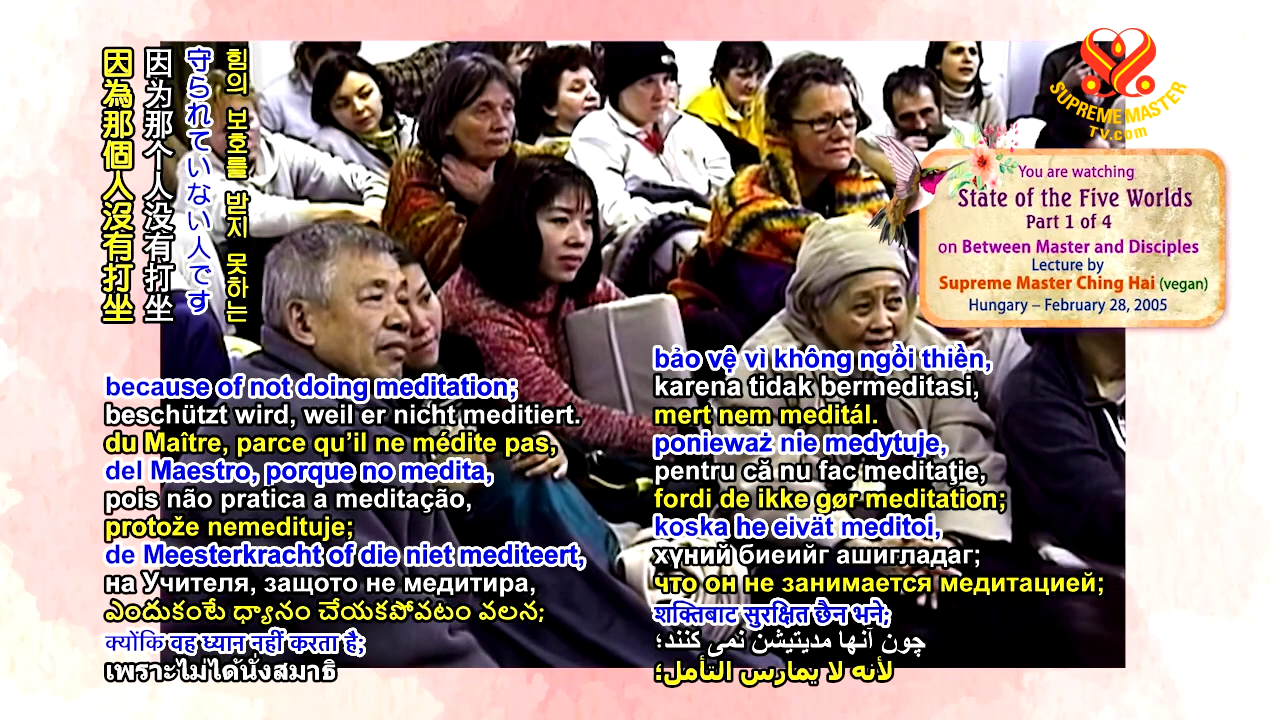 因為那個人沒有打坐
因为那个人没有打坐
守られていない人です
힘의 보호를 받지 못하는
SUPREME MASTER
TV.com
You are watching
State of the Five Worlds
Part 1 of 4
on Between Master and Disciples
Lecture by
Supreme Master Ching Hai (vegan)
Hungary – February 28, 2005
because of not doing meditation;
beschützt wird, weil er nicht meditiert.
du Maître, parce qu’il ne médite pas,
del Maestro, porque no medita,
pois não pratica a meditação,
protože nemedituje;
de Meesterkracht of die niet mediteert,
на Учителя, защото не медитира,
ఎందుకంటే ధ్యానం చేయకపోవటం వలన;
क्योंकि वह ध्यान नहीं करता है;
เพราะไม่ได้นั่งสมาธิ
bảo vệ vì không ngồi thiền,
karena tidak bermeditasi,
mert nem meditál.
ponieważ nie medytuje,
pentru că nu fac meditaţie,
fordi de ikke gør meditation;
koska he eivät meditoi,
хүний биеийг ашигладаг;
что он не занимается медитацией;
शक्तिबाट सुरक्षित छैन भने;
چون آنها مدیتیشن نمی کنند؛
لأنه لا يمارس التأمل؛